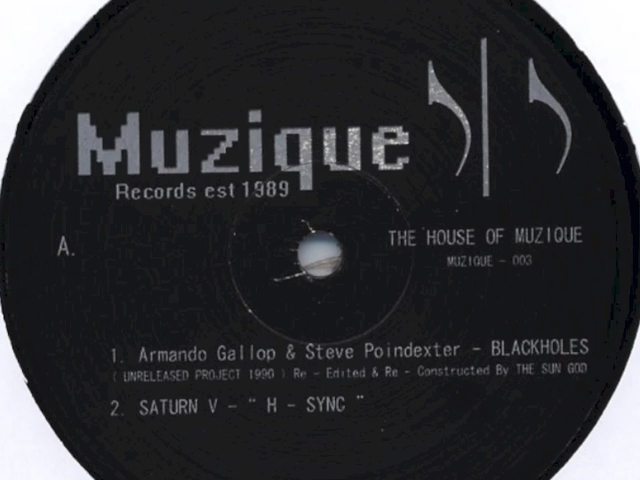 Muzique
Records est 1989
A.
THE HOUSE OF MUZIQUE
MUZIQUE - 003
1. Armando Gallop & Steve Poindexter - BLACKHOLES
( UNRELEASED PROJECT 1990 ) Re - Edited & Re - Constructed By THE SUN GOD
2. SATURN V - " H - SYNC "